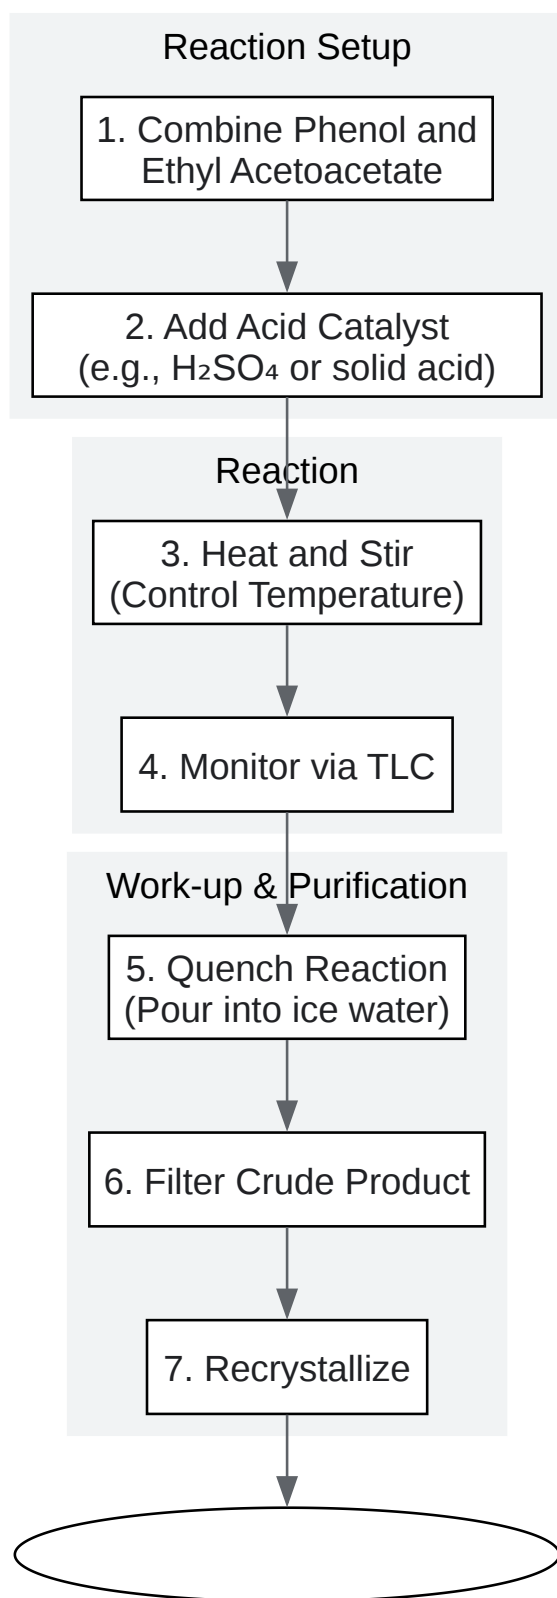 Reaction Setup
1. Combine Phenol and
Ethyl Acetoacetate
2. Add Acid Catalyst
(e.g., H₂SO₄ or solid acid)
Reaction
3. Heat and Stir
(Control Temperature)
4. Monitor via TLC
Work-up & Purification
5. Quench Reaction
(Pour into ice water)
6. Filter Crude Product
7. Recrystallize